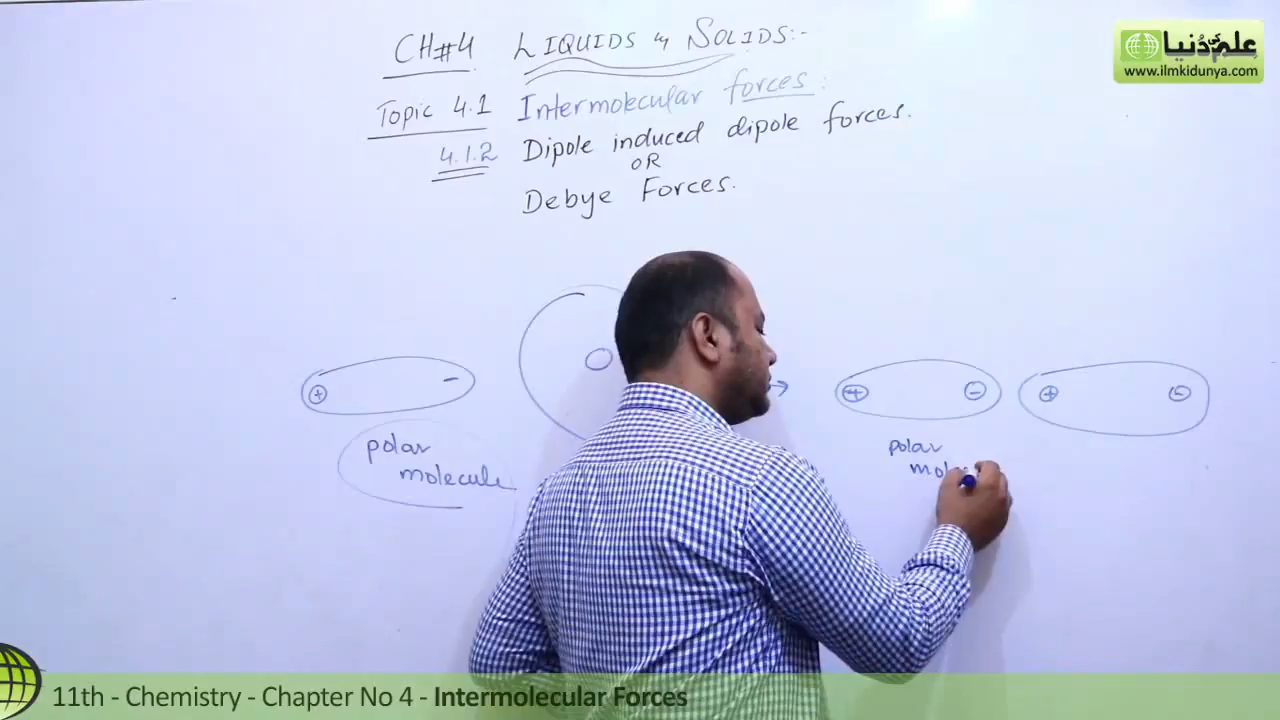 CH#4 LIQUIDS & SOLIDS:-
Topic 4.1 Intermolecular forces:
4.1.2 Dipole induced dipole forces.
OR
Debye Forces.
علم کی دنیا
www.ilmkidunya.com
+ -
+ - + -
polar
molecule
polar
mol
11th - Chemistry - Chapter No 4 - Intermolecular Forces